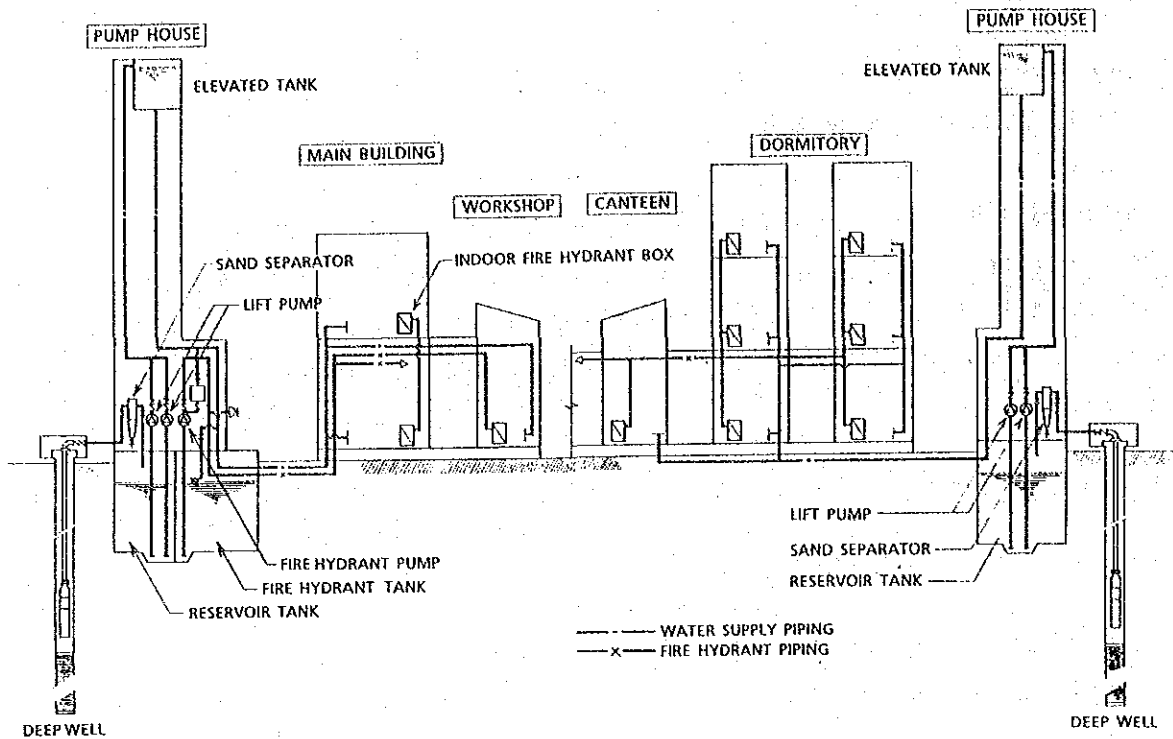 PUMP HOUSE
PUMP HOUSE
ELEVATED TANK
ELEVATED TANK
MAIN BUILDING
DORMITORY
WORKSHOP
CANTEEN
SAND SEPARATOR
INDOOR FIRE HYDRANT BOX
LIFT PUMP
LIFT PUMP
SAND SEPARATOR
FIRE HYDRANT PUMP
FIRE HYDRANT TANK
RESERVOIR TANK
RESERVOIR TANK
WATER SUPPLY PIPING
X FIRE HYDRANT PIPING
DEEP WELL
DEEP WELL